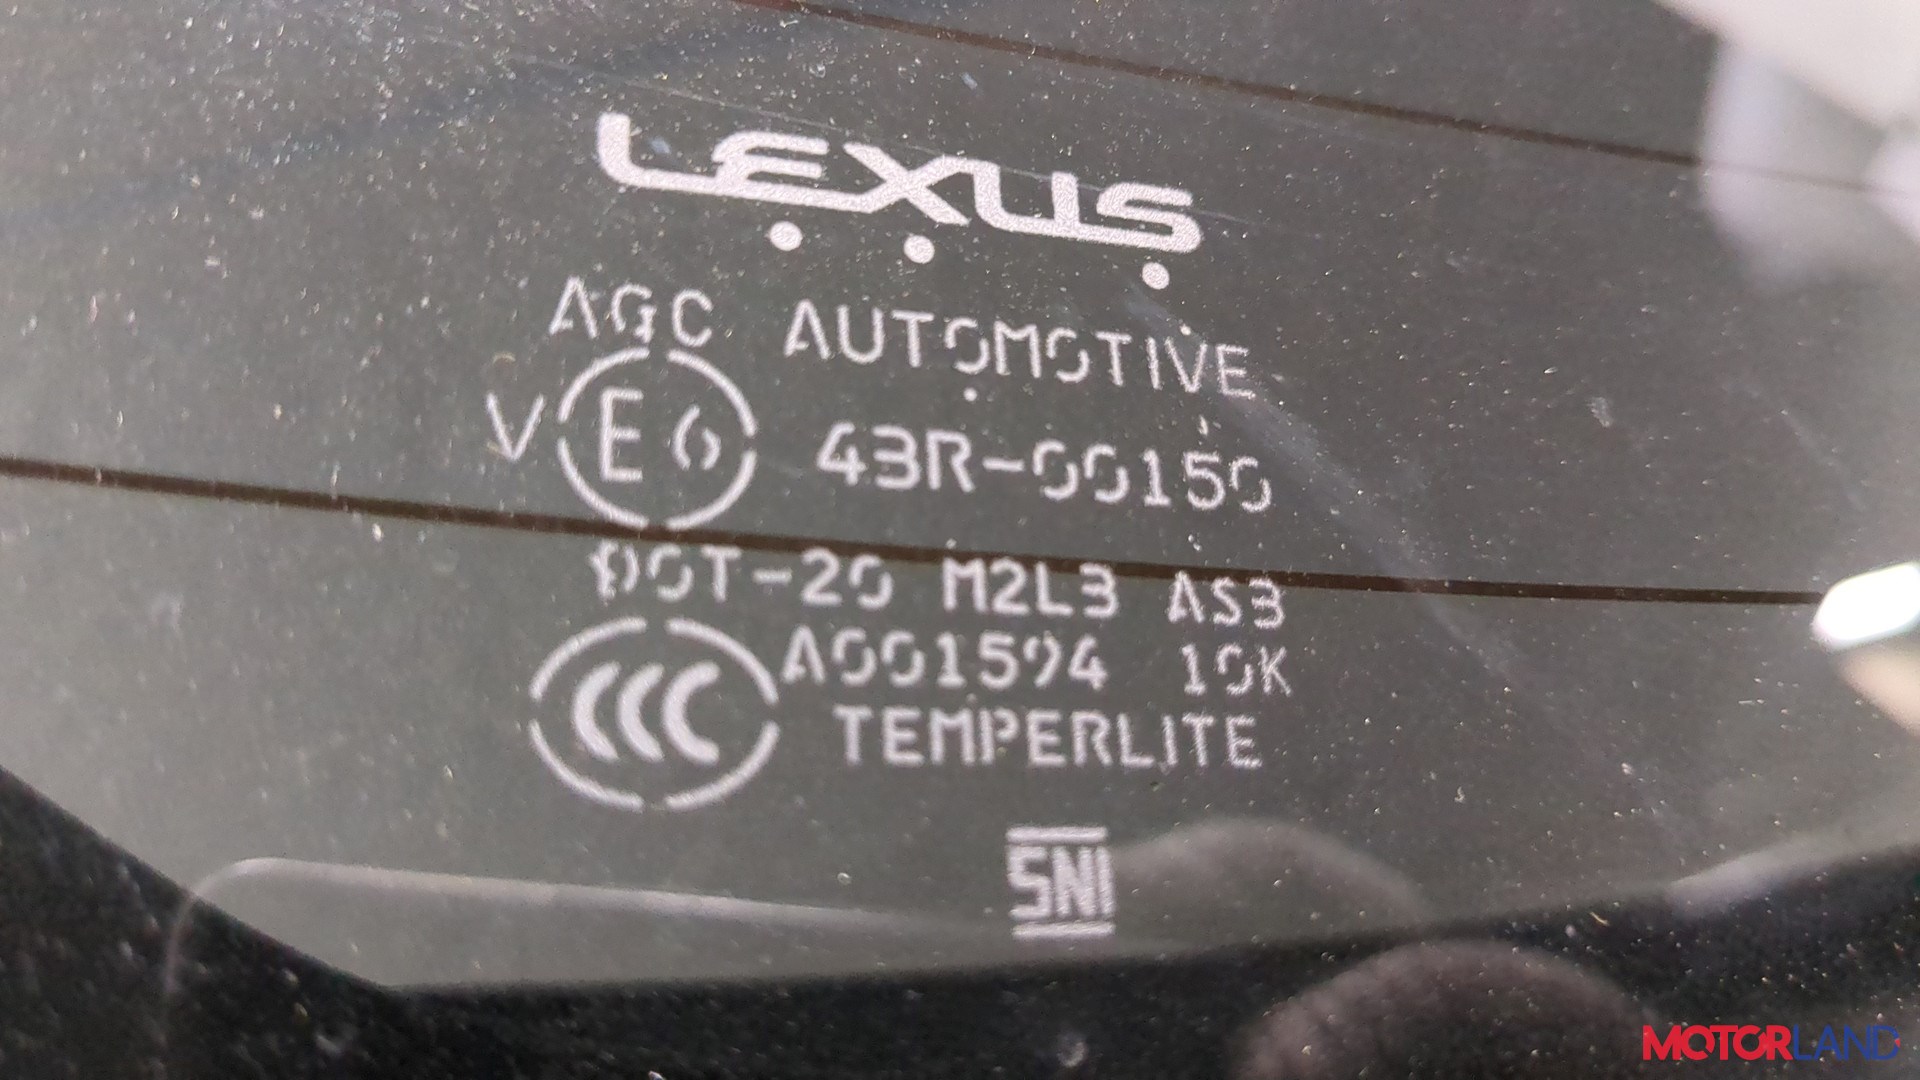 LEXUS
AGC AUTOMOTIVE
V E6 43R-00150
DOT-20 M2L3 AS3
CCC A001594 10K
TEMPERLITE
SNI
MOTORLAND